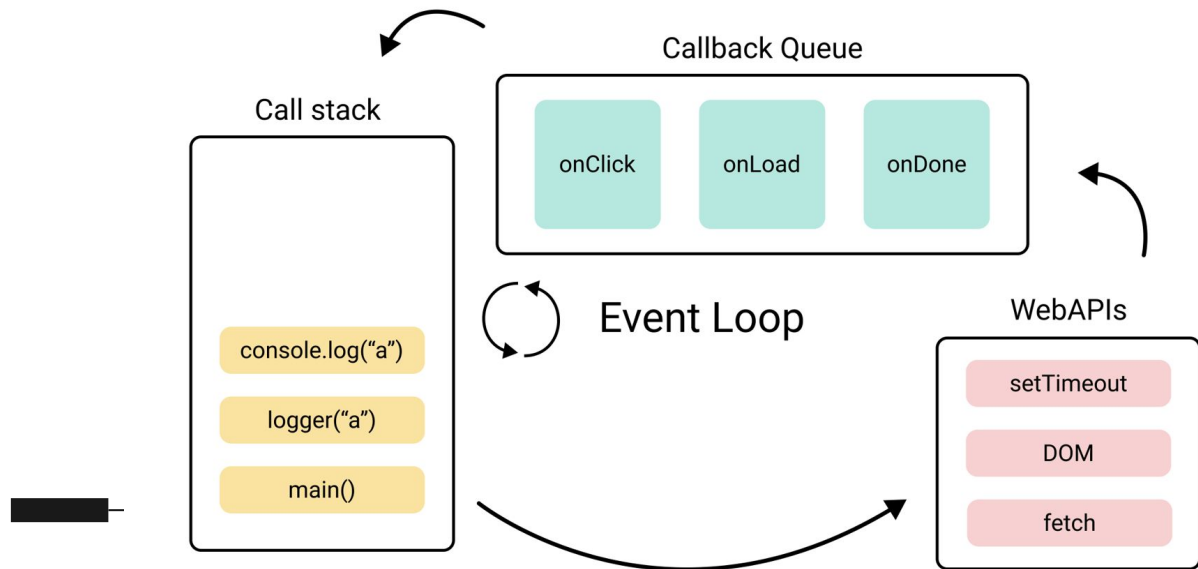 Callback Queue
Call stack
onClick
onLoad
onDone
Event Loop
WebAPIs
console.log(“a”)
logger(“a”)
main()
setTimeout
DOM
fetch